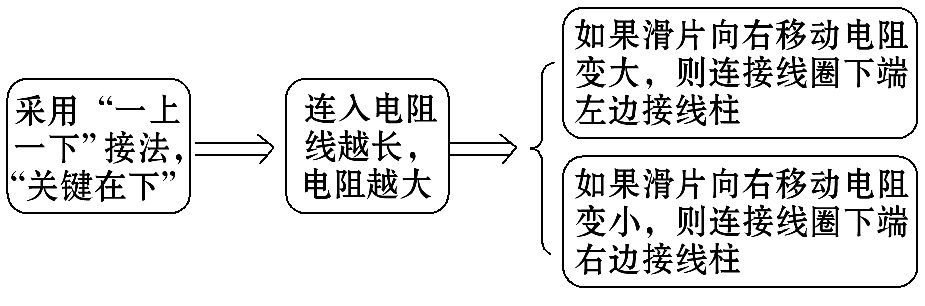 采用“一上
一下”接法,
“关键在下”
连入电阻
线越长，
电阻越大
如果滑片向右移动电阻
变大，则连接线圈下端
左边接线柱
如果滑片向右移动电阻
变小，则连接线圈下端
右边接线柱